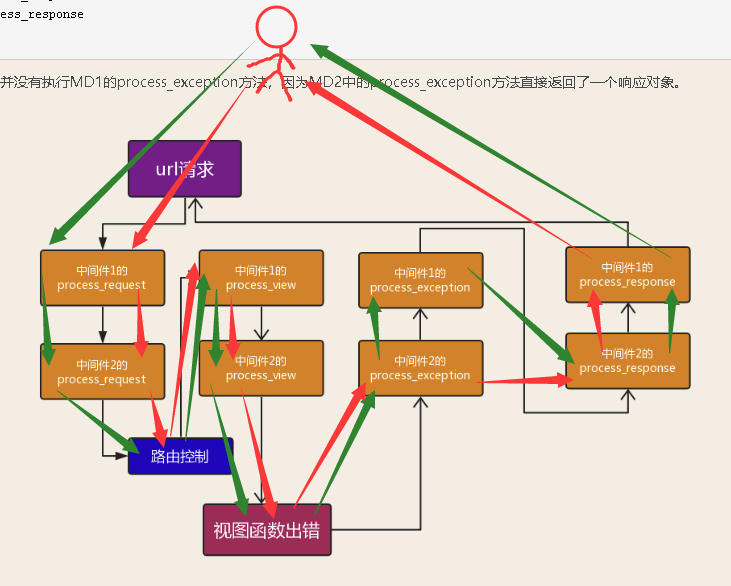 ess_response
并没有执行MD1的process_exception方法，因为MD2中的process_exception方法直接返回了一个响应对象。
url请求
中间件1的
process_request
中间件1的
process_view
中间件1的
process_exception
中间件1的
process_response
中间件2的
process_request
中间件2的
process_view
中间件2的
process_exception
中间件2的
process_response
路由控制
视图函数出错